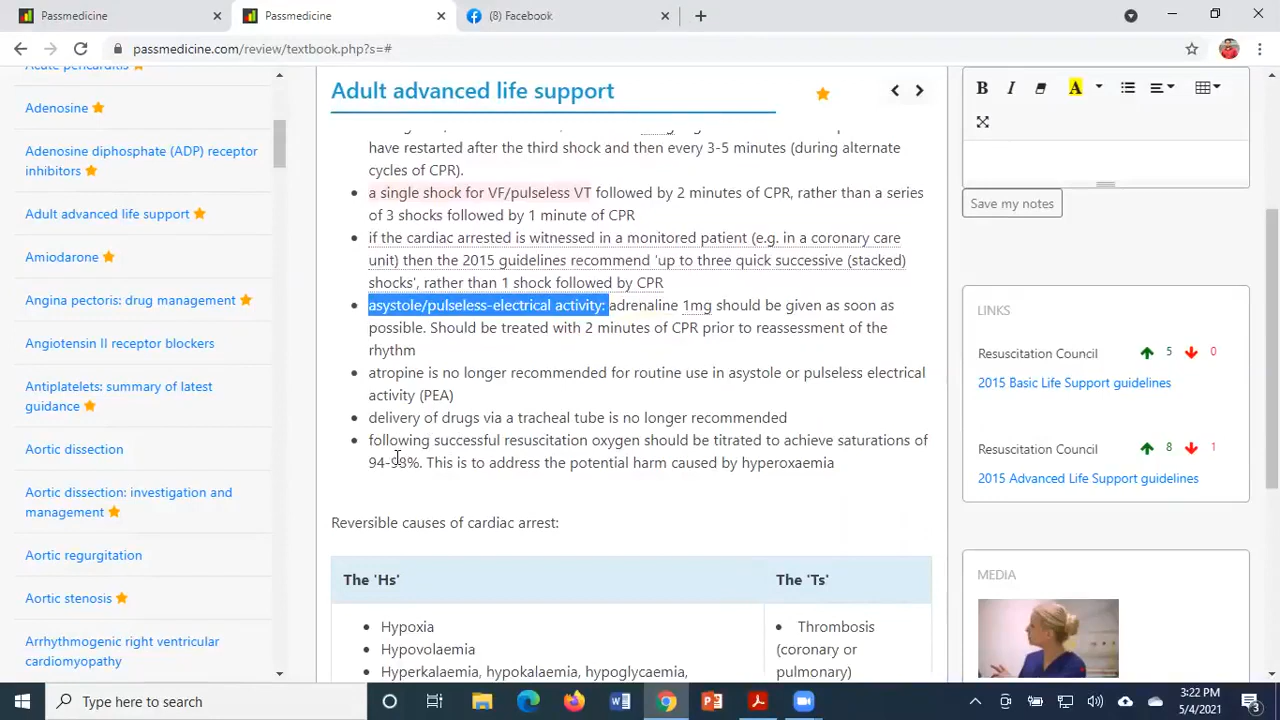 Passmedicine
Passmedicine
(8) Facebook
passmedicine.com/review/textbook.php?s=#
Acute pericarditis
Adenosine
Adenosine diphosphate (ADP) receptor
inhibitors
Adult advanced life support
Amiodarone
Angina pectoris: drug management
Angiotensin II receptor blockers
Antiplatelets: summary of latest
guidance
Aortic dissection
Aortic dissection: investigation and
management
Aortic regurgitation
Aortic stenosis
Arrhythmogenic right ventricular
cardiomyopathy
Adult advanced life support
have restarted after the third shock and then every 3-5 minutes (during alternate
cycles of CPR).
a single shock for VF/pulseless VT followed by 2 minutes of CPR, rather than a series
of 3 shocks followed by 1 minute of CPR
if the cardiac arrested is witnessed in a monitored patient (e.g. in a coronary care
unit) then the 2015 guidelines recommend 'up to three quick successive (stacked)
shocks', rather than 1 shock followed by CPR
asystole/pulseless-electrical activity: adrenaline 1mg should be given as soon as
possible. Should be treated with 2 minutes of CPR prior to reassessment of the
rhythm
atropine is no longer recommended for routine use in asystole or pulseless electrical
activity (PEA)
delivery of drugs via a tracheal tube is no longer recommended
following successful resuscitation oxygen should be titrated to achieve saturations of
94-98%. This is to address the potential harm caused by hyperoxaemia
Reversible causes of cardiac arrest:
The 'Hs'
The 'Ts'
Hypoxia
Hypovolaemia
Hyperkalaemia, hypokalaemia, hypoglycaemia,
Thrombosis
(coronary or
pulmonary)
B I A
Save my notes
LINKS
Resuscitation Council 5 0
2015 Basic Life Support guidelines
Resuscitation Council 8 1
2015 Advanced Life Support guidelines
MEDIA
Type here to search
3:22 PM
5/4/2021
3